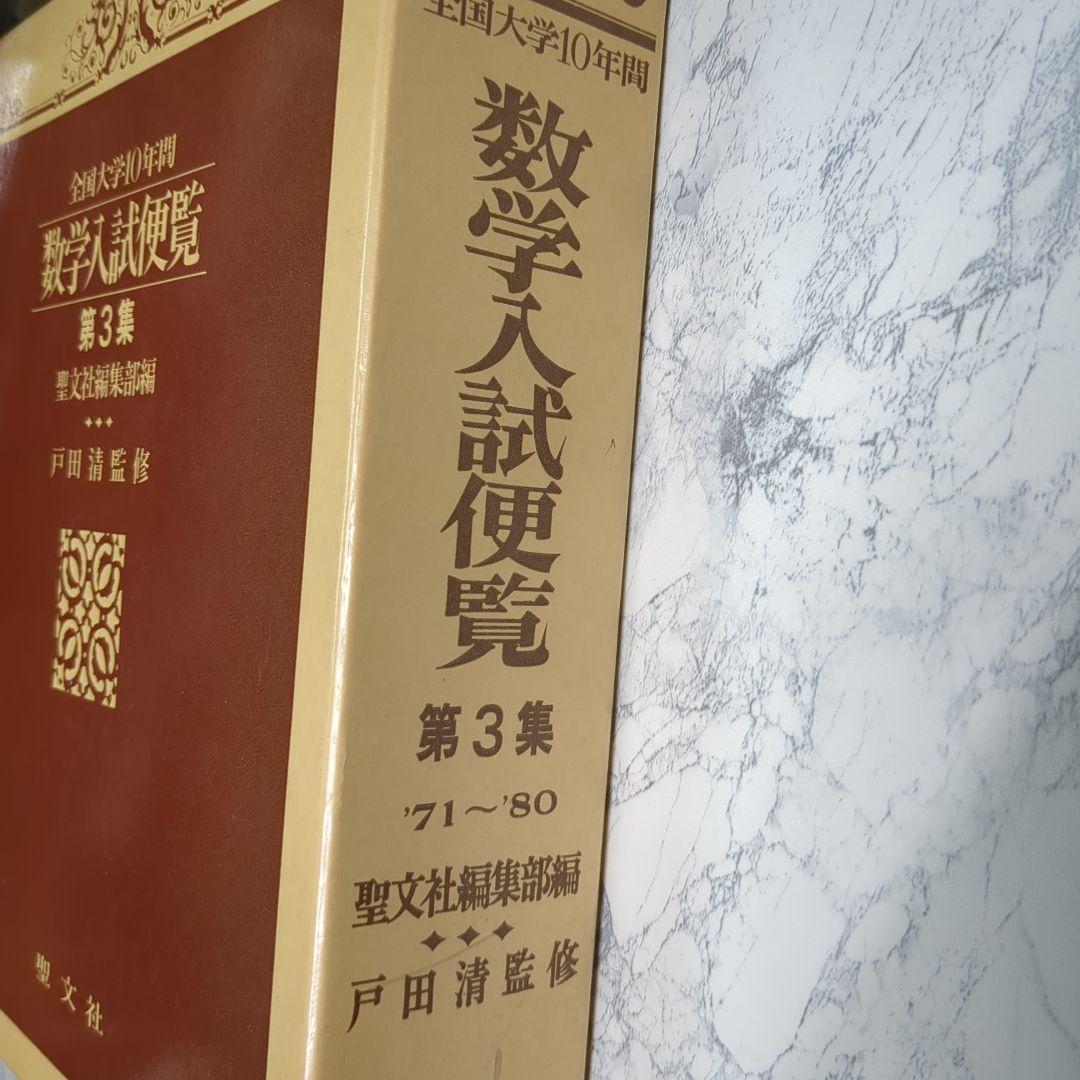 全国大学10年間
数学入試便覧
第3集
聖文社編集部編
戸田清監修
聖文社
全国大学10年間
数学入試便覧
第3集
'71～'80
聖文社編集部編
戸田清監修